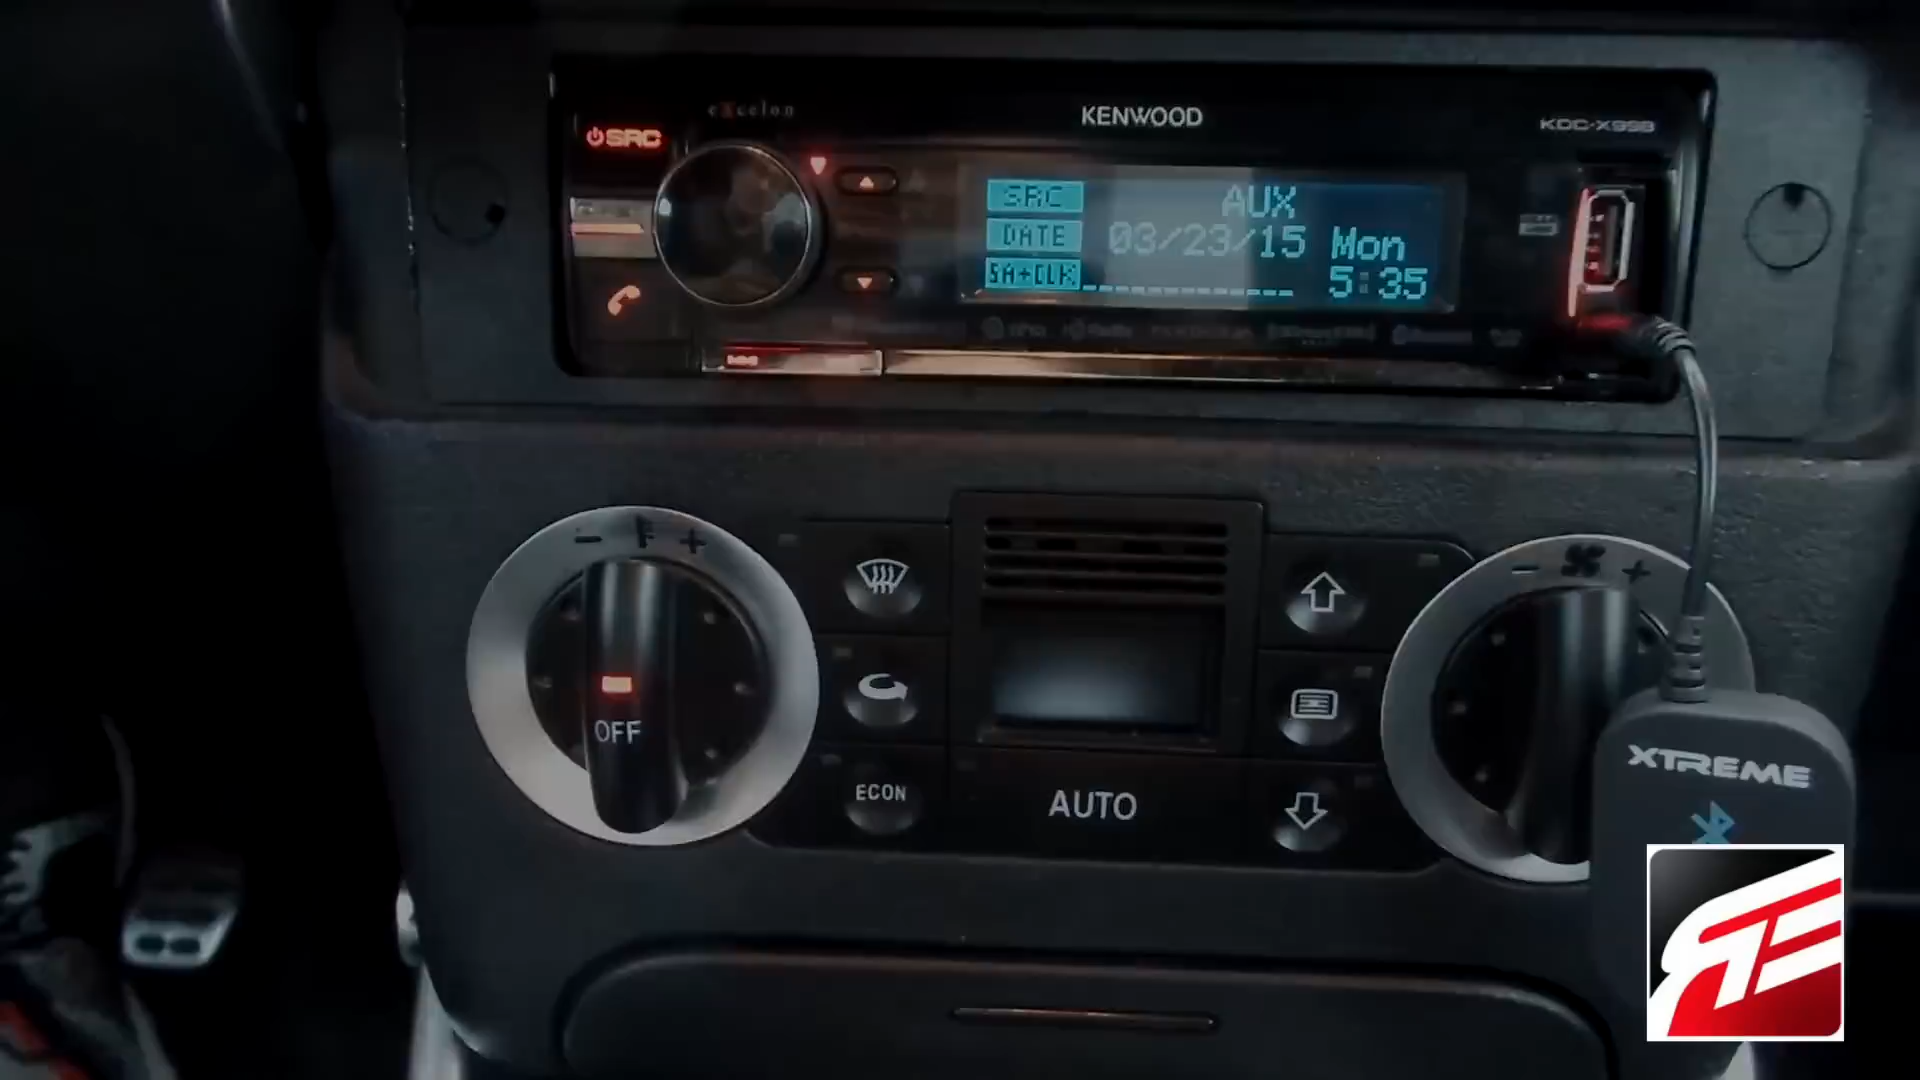 eXcelon
KENWOOD
KDC-X998
SRC
SRC
AUX
DATE
03/23/15 Mon
SA+CLK
5:35
- +
- +
OFF
ECON
AUTO
XTREME